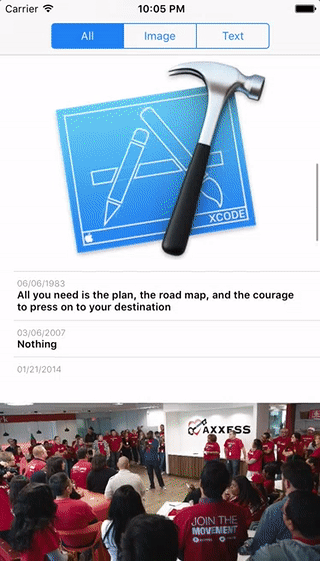 Carrier 10:05 PM
All Image Text
XCODE
06/06/1983
All you need is the plan, the road map, and the courage
to press on to your destination
03/06/2007
Nothing
01/21/2014
AXXESS
JOIN THE
MOVEMENT